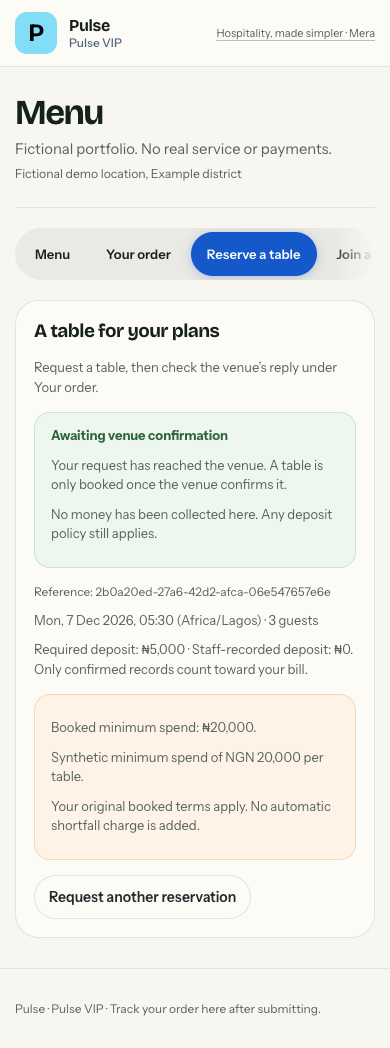 P
Pulse
Pulse VIP
Hospitality, made simpler · Mera
Menu
Fictional portfolio. No real service or payments.
Fictional demo location, Example district
Menu
Your order
Reserve a table
Join a
A table for your plans
Request a table, then check the venue’s reply under
Your order.
Awaiting venue confirmation
Your request has reached the venue. A table is
only booked once the venue confirms it.
No money has been collected here. Any deposit
policy still applies.
Reference: 2b0a20ed-27a6-42d2-afca-06e547657e6e
Mon, 7 Dec 2026, 05:30 (Africa/Lagos) · 3 guests
Required deposit: ₦5,000 · Staff-recorded deposit: ₦0.
Only confirmed records count toward your bill.
Booked minimum spend: ₦20,000.
Synthetic minimum spend of NGN 20,000 per
table.
Your original booked terms apply. No automatic
shortfall charge is added.
Request another reservation
Pulse · Pulse VIP · Track your order here after submitting.